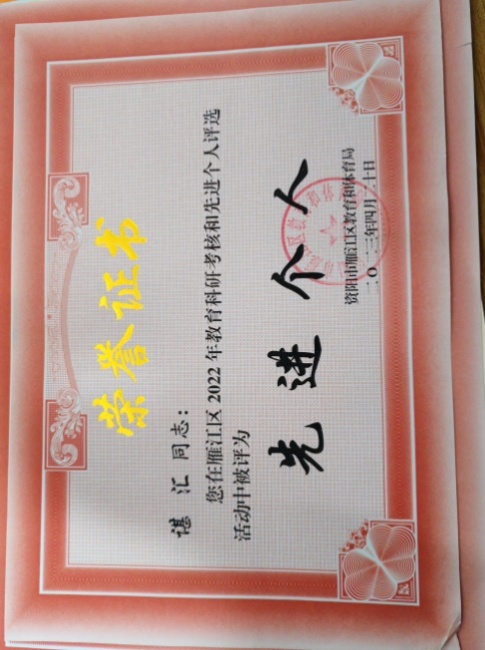 荣誉证书
谌汇同志：
您在雁江区2022年教育科研考核和先进个人评选
活动中被评为
先进个人
资阳市雁江区教育和体育局
二〇二三年四月二十日